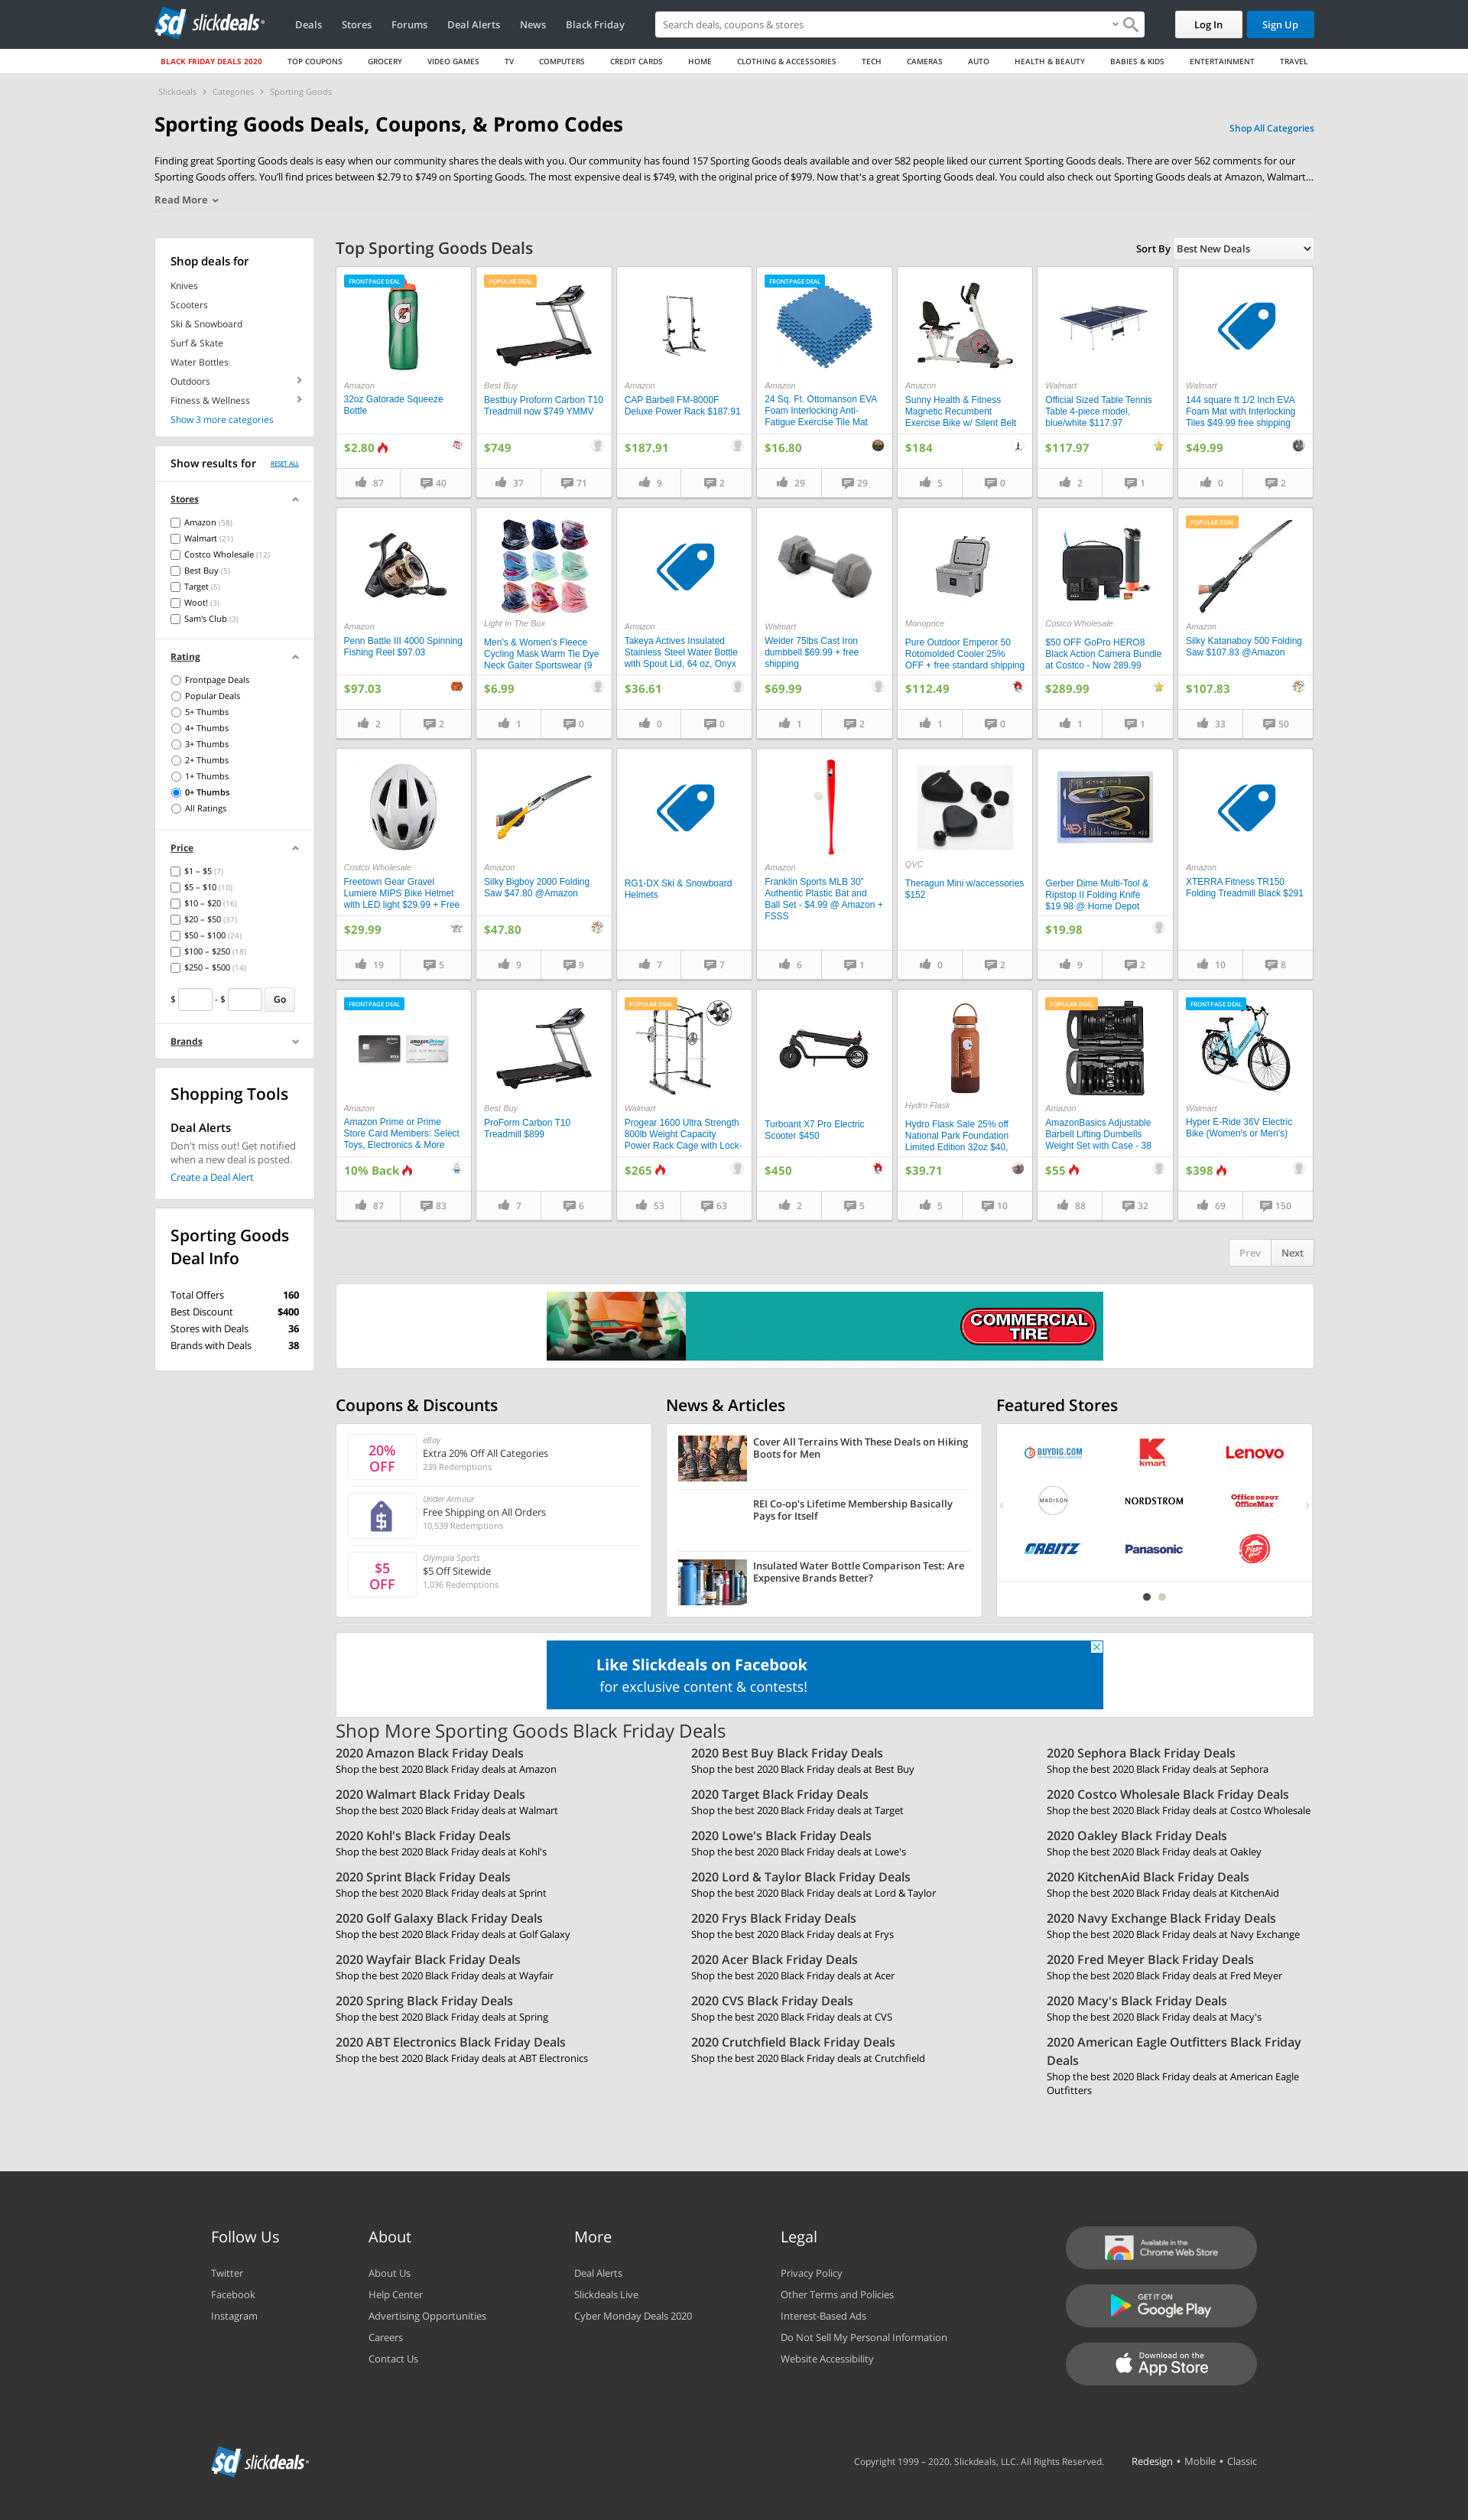 sd slickdeals
Deals
Stores
Forums
Deal Alerts
News
Black Friday
Search deals, coupons & stores
Log In
Sign Up
BLACK FRIDAY DEALS 2020
TOP COUPONS
GROCERY
VIDEO GAMES
TV
COMPUTERS
CREDIT CARDS
HOME
CLOTHING & ACCESSORIES
TECH
CAMERAS
AUTO
HEALTH & BEAUTY
BABIES & KIDS
ENTERTAINMENT
TRAVEL
Slickdeals › Categories › Sporting Goods
Sporting Goods Deals, Coupons, & Promo Codes
Shop All Categories
Finding great Sporting Goods deals is easy when our community shares the deals with you. Our community has found 157 Sporting Goods deals available and over 582 people liked our current Sporting Goods deals. There are over 562 comments for our
Sporting Goods offers. You'll find prices between $2.79 to $749 on Sporting Goods. The most expensive deal is $749, with the original price of $979. Now that's a great Sporting Goods deal. You could also check out Sporting Goods deals at Amazon, Walmart...
Read More
Shop deals for
Knives
Scooters
Ski & Snowboard
Surf & Skate
Water Bottles
Outdoors
Fitness & Wellness
Show 3 more categories
Show results for
RESET ALL
Stores
Amazon (58)
Walmart (21)
Costco Wholesale (12)
Best Buy (5)
Target (5)
Woot! (3)
Sam's Club (3)
Rating
Frontpage Deals
Popular Deals
5+ Thumbs
4+ Thumbs
3+ Thumbs
2+ Thumbs
1+ Thumbs
0+ Thumbs
All Ratings
Price
$1 – $5 (7)
$5 – $10 (10)
$10 – $20 (16)
$20 – $50 (37)
$50 – $100 (24)
$100 – $250 (18)
$250 – $500 (14)
$ - $ Go
Brands
Shopping Tools
Deal Alerts
Don't miss out! Get notified
when a new deal is posted.
Create a Deal Alert
Sporting Goods
Deal Info
Total Offers 160
Best Discount $400
Stores with Deals 36
Brands with Deals 38
Top Sporting Goods Deals
Sort By Best New Deals
FRONTPAGE DEAL
Amazon
32oz Gatorade Squeeze
Bottle
$2.80
87 40
POPULAR DEAL
Best Buy
Bestbuy Proform Carbon T10
Treadmill now $749 YMMV
$749
37 71
Amazon
CAP Barbell FM-8000F
Deluxe Power Rack $187.91
$187.91
9 2
FRONTPAGE DEAL
Amazon
24 Sq. Ft. Ottomanson EVA
Foam Interlocking Anti-
Fatigue Exercise Tile Mat
$16.80
29 29
Amazon
Sunny Health & Fitness
Magnetic Recumbent
Exercise Bike w/ Silent Belt
$184
5 0
Walmart
Official Sized Table Tennis
Table 4-piece model,
blue/white $117.97
$117.97
2 1
Walmart
144 square ft 1/2 Inch EVA
Foam Mat with Interlocking
Tiles $49.99 free shipping
$49.99
0 2
Amazon
Penn Battle III 4000 Spinning
Fishing Reel $97.03
$97.03
2 2
Light In The Box
Men's & Women's Fleece
Cycling Mask Warm Tie Dye
Neck Gaiter Sportswear (9
$6.99
1 0
Amazon
Takeya Actives Insulated
Stainless Steel Water Bottle
with Spout Lid, 64 oz, Onyx
$36.61
0 0
Walmart
Weider 75lbs Cast Iron
dumbbell $69.99 + free
shipping
$69.99
1 2
Monoprice
Pure Outdoor Emperor 50
Rotomolded Cooler 25%
OFF + free standard shipping
$112.49
1 0
Costco Wholesale
$50 OFF GoPro HERO8
Black Action Camera Bundle
at Costco - Now 289.99
$289.99
1 1
POPULAR DEAL
Amazon
Silky Katanaboy 500 Folding
Saw $107.83 @Amazon
$107.83
33 50
Costco Wholesale
Freetown Gear Gravel
Lumiere MIPS Bike Helmet
with LED light $29.99 + Free
$29.99
19 5
Amazon
Silky Bigboy 2000 Folding
Saw $47.80 @Amazon
$47.80
9 9
RG1-DX Ski & Snowboard
Helmets
7 7
Amazon
Franklin Sports MLB 30"
Authentic Plastic Bat and
Ball Set - $4.99 @ Amazon +
FSSS
6 1
QVC
Theragun Mini w/accessories
$152
0 2
Gerber Dime Multi-Tool &
Ripstop II Folding Knife
$19.98 @ Home Depot
$19.98
9 2
Amazon
XTERRA Fitness TR150
Folding Treadmill Black $291
10 8
FRONTPAGE DEAL
Amazon
Amazon Prime or Prime
Store Card Members: Select
Toys, Electronics & More
10% Back
87 83
Best Buy
ProForm Carbon T10
Treadmill $899
7 6
POPULAR DEAL
Walmart
Progear 1600 Ultra Strength
800lb Weight Capacity
Power Rack Cage with Lock-
$265
53 63
Turboant X7 Pro Electric
Scooter $450
$450
2 5
Hydro Flask
Hydro Flask Sale 25% off
National Park Foundation
Limited Edition 32oz $40,
$39.71
5 10
POPULAR DEAL
Amazon
AmazonBasics Adjustable
Barbell Lifting Dumbells
Weight Set with Case - 38
$55
88 32
FRONTPAGE DEAL
Walmart
Hyper E-Ride 36V Electric
Bike (Women's or Men's)
$398
69 150
Prev Next
COMMERCIAL
TIRE
Coupons & Discounts
20%
OFF
eBay
Extra 20% Off All Categories
239 Redemptions
Under Armour
Free Shipping on All Orders
10,539 Redemptions
$5
OFF
Olympia Sports
$5 Off Sitewide
1,036 Redemptions
News & Articles
Cover All Terrains With These Deals on Hiking
Boots for Men
REI Co-op's Lifetime Membership Basically
Pays for Itself
Insulated Water Bottle Comparison Test: Are
Expensive Brands Better?
Featured Stores
BUYDIG.COM
kmart
Lenovo
MADISON
NORDSTROM
Office DEPOT
OfficeMax
ORBITZ
Panasonic
Pizza Hut
Like Slickdeals on Facebook
for exclusive content & contests!
Shop More Sporting Goods Black Friday Deals
2020 Amazon Black Friday Deals
Shop the best 2020 Black Friday deals at Amazon
2020 Best Buy Black Friday Deals
Shop the best 2020 Black Friday deals at Best Buy
2020 Sephora Black Friday Deals
Shop the best 2020 Black Friday deals at Sephora
2020 Walmart Black Friday Deals
Shop the best 2020 Black Friday deals at Walmart
2020 Target Black Friday Deals
Shop the best 2020 Black Friday deals at Target
2020 Costco Wholesale Black Friday Deals
Shop the best 2020 Black Friday deals at Costco Wholesale
2020 Kohl's Black Friday Deals
Shop the best 2020 Black Friday deals at Kohl's
2020 Lowe's Black Friday Deals
Shop the best 2020 Black Friday deals at Lowe's
2020 Oakley Black Friday Deals
Shop the best 2020 Black Friday deals at Oakley
2020 Sprint Black Friday Deals
Shop the best 2020 Black Friday deals at Sprint
2020 Lord & Taylor Black Friday Deals
Shop the best 2020 Black Friday deals at Lord & Taylor
2020 KitchenAid Black Friday Deals
Shop the best 2020 Black Friday deals at KitchenAid
2020 Golf Galaxy Black Friday Deals
Shop the best 2020 Black Friday deals at Golf Galaxy
2020 Frys Black Friday Deals
Shop the best 2020 Black Friday deals at Frys
2020 Navy Exchange Black Friday Deals
Shop the best 2020 Black Friday deals at Navy Exchange
2020 Wayfair Black Friday Deals
Shop the best 2020 Black Friday deals at Wayfair
2020 Acer Black Friday Deals
Shop the best 2020 Black Friday deals at Acer
2020 Fred Meyer Black Friday Deals
Shop the best 2020 Black Friday deals at Fred Meyer
2020 Spring Black Friday Deals
Shop the best 2020 Black Friday deals at Spring
2020 CVS Black Friday Deals
Shop the best 2020 Black Friday deals at CVS
2020 Macy's Black Friday Deals
Shop the best 2020 Black Friday deals at Macy's
2020 ABT Electronics Black Friday Deals
Shop the best 2020 Black Friday deals at ABT Electronics
2020 Crutchfield Black Friday Deals
Shop the best 2020 Black Friday deals at Crutchfield
2020 American Eagle Outfitters Black Friday
Deals
Shop the best 2020 Black Friday deals at American Eagle
Outfitters
Follow Us
Twitter
Facebook
Instagram
About
About Us
Help Center
Advertising Opportunities
Careers
Contact Us
More
Deal Alerts
Slickdeals Live
Cyber Monday Deals 2020
Legal
Privacy Policy
Other Terms and Policies
Interest-Based Ads
Do Not Sell My Personal Information
Website Accessibility
Available in the
Chrome Web Store
GET IT ON
Google Play
Download on the
App Store
sd slickdeals
Copyright 1999 – 2020. Slickdeals, LLC. All Rights Reserved.
Redesign • Mobile • Classic